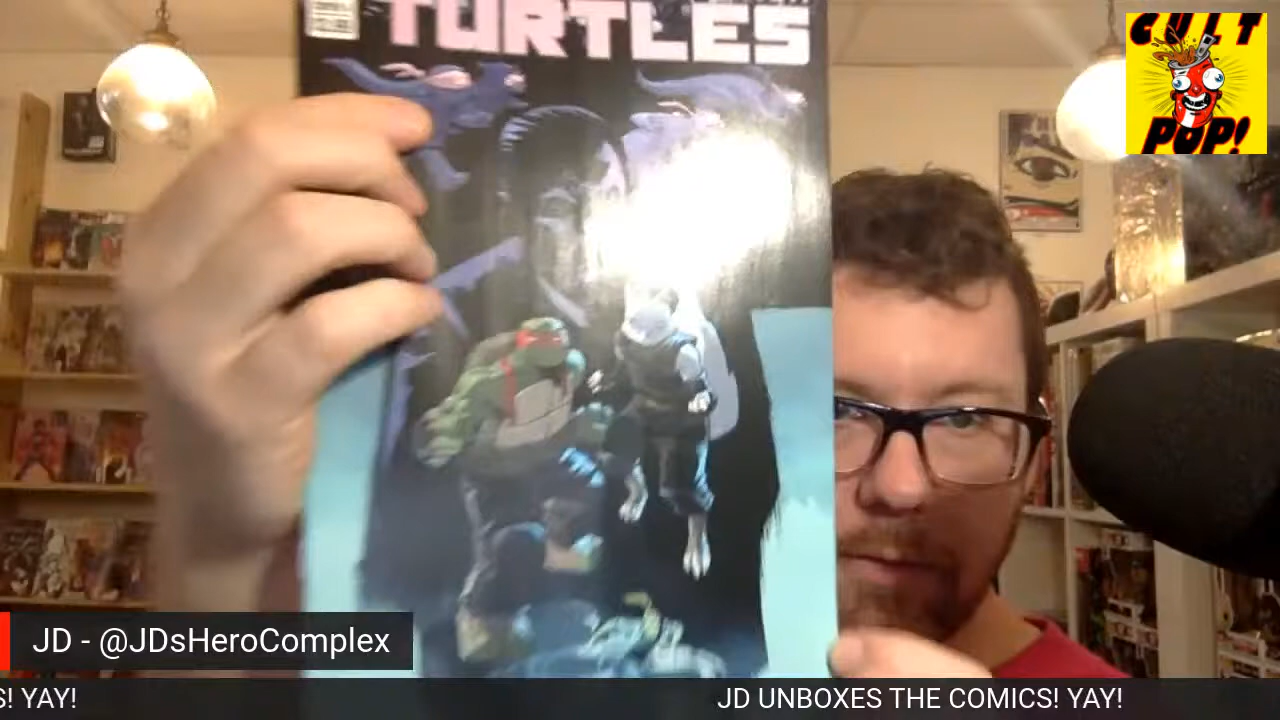 TURTLES
CULT
POP!
JD - @JDsHeroComplex
S! YAY!
JD UNBOXES THE COMICS! YAY!